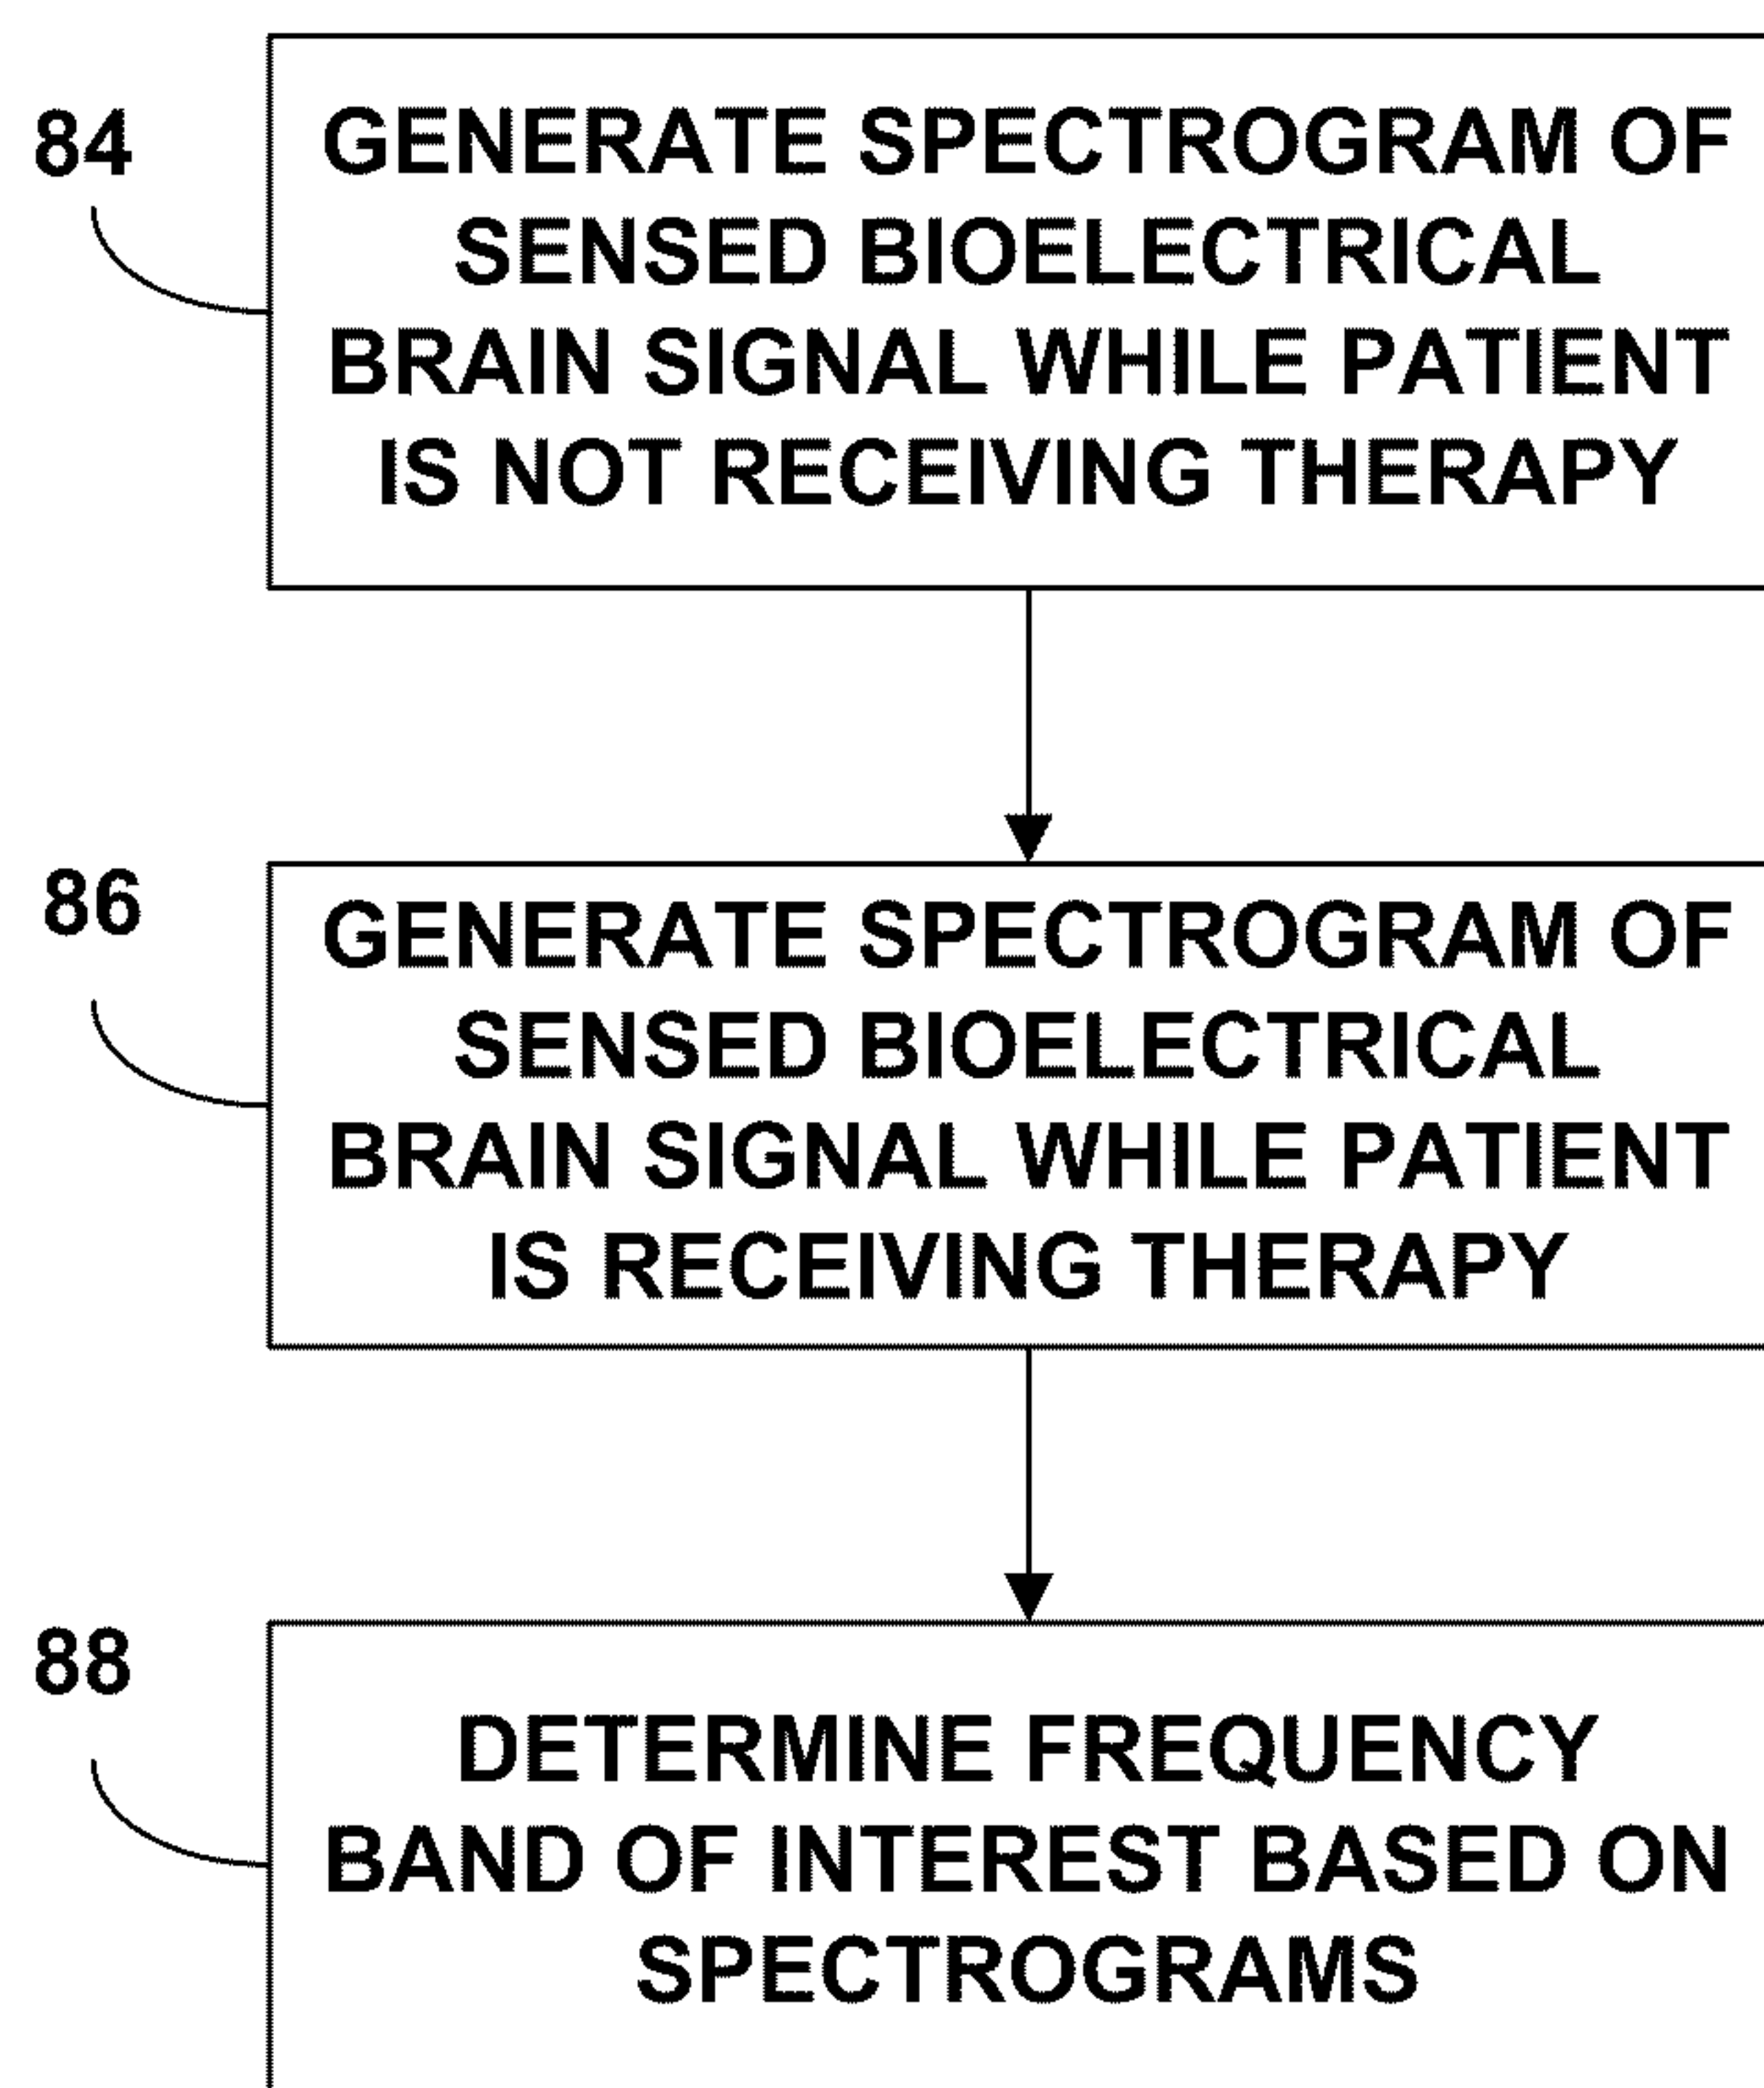 84
GENERATE SPECTROGRAM OF
SENSED BIOELECTRICAL
BRAIN SIGNAL WHILE PATIENT
IS NOT RECEIVING THERAPY
86
GENERATE SPECTROGRAM OF
SENSED BIOELECTRICAL
BRAIN SIGNAL WHILE PATIENT
IS RECEIVING THERAPY
88
DETERMINE FREQUENCY
BAND OF INTEREST BASED ON
SPECTROGRAMS